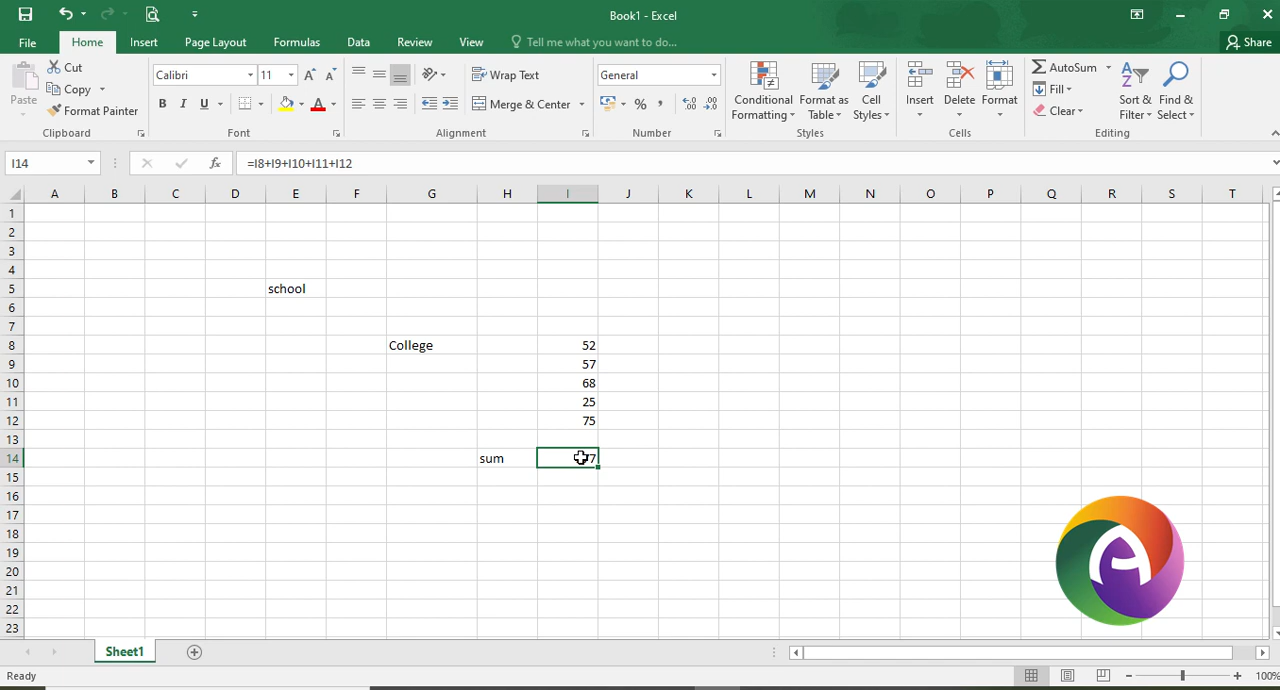 Book1 - Excel
File Home Insert Page Layout Formulas Data Review View Tell me what you want to do... Share
Paste
Cut
Copy
Format Painter
Clipboard
Calibri 11 A A
B I U A
Font
Wrap Text
Merge & Center
Alignment
General
%
Number
Conditional Formatting
Format as Table
Cell Styles
Styles
Insert Delete Format
Cells
AutoSum
Fill
Clear
Sort & Filter
Find & Select
Editing
I14 fx =I8+I9+I10+I11+I12
A B C D E F G H I J K L M N O P Q R S T
1
2
3
4
5 school
6
7
8 College 52
9 57
10 68
11 25
12 75
13
14 sum
15
16
17
18
19
20
21
22
23
Sheet1
Ready 100%